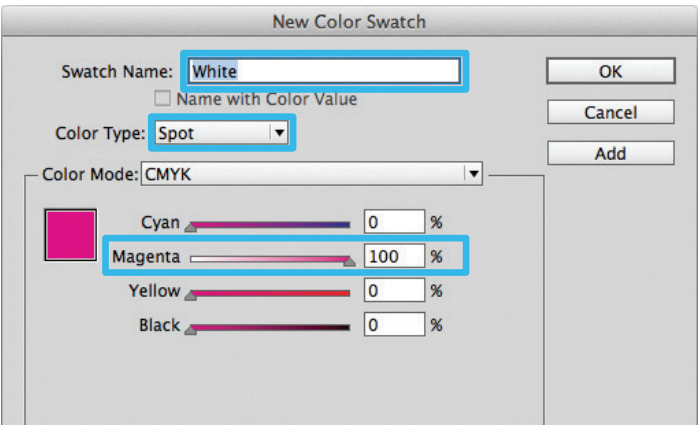 New Color Swatch
Swatch Name: White
OK
Name with Color Value
Cancel
Color Type: Spot
Add
Color Mode: CMYK
Cyan 0 %
Magenta 100 %
Yellow 0 %
Black 0 %